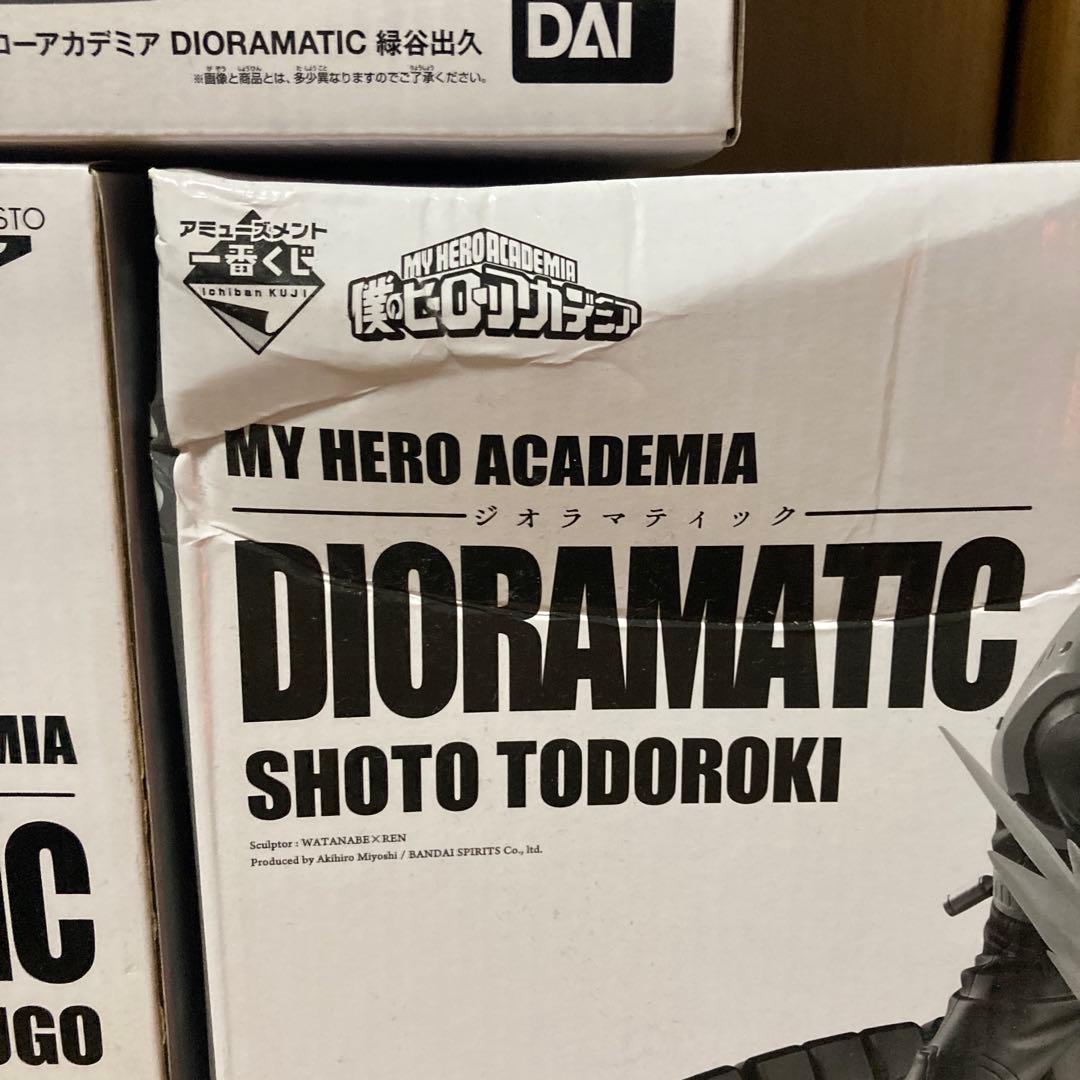 ローアカデミア DIORAMATIC 緑谷出久
※画像と商品とは、多少異なりますのでご了承ください。
アミューズメント
一番くじ
Ichiban KUJI
MY HERO ACADEMIA
僕のヒーローアカデミア
MY HERO ACADEMIA
ジオラマティック
DIORAMATIC
SHOTO TODOROKI
Sculptor : WATANABE×REN
Produced by Akihiro Miyoshi / BANDAI SPIRITS Co., ltd.
DAI
STO
MIA
IC
UGO